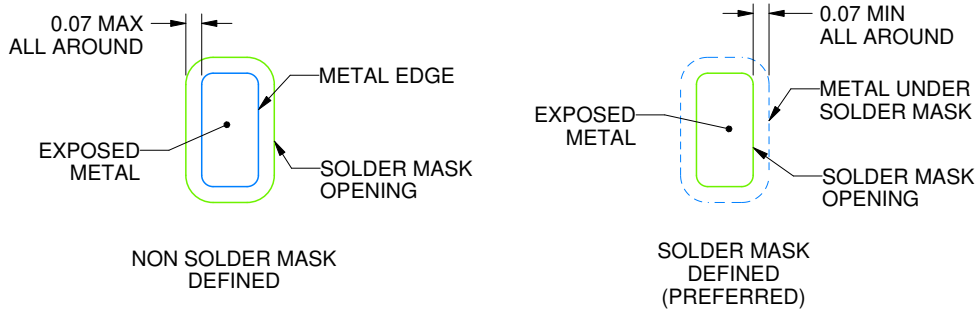 0.07 MAX
ALL AROUND
METAL EDGE
EXPOSED
METAL
SOLDER MASK
OPENING
NON SOLDER MASK
DEFINED
0.07 MIN
ALL AROUND
METAL UNDER
SOLDER MASK
EXPOSED
METAL
SOLDER MASK
OPENING
SOLDER MASK
DEFINED
(PREFERRED)